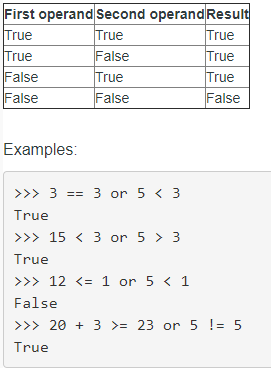 First operand Second operand Result
True True True
True False True
False True True
False False False
Examples:
>>> 3 == 3 or 5 < 3
True
>>> 15 < 3 or 5 > 3
True
>>> 12 <= 1 or 5 < 1
False
>>> 20 + 3 >= 23 or 5 != 5
True